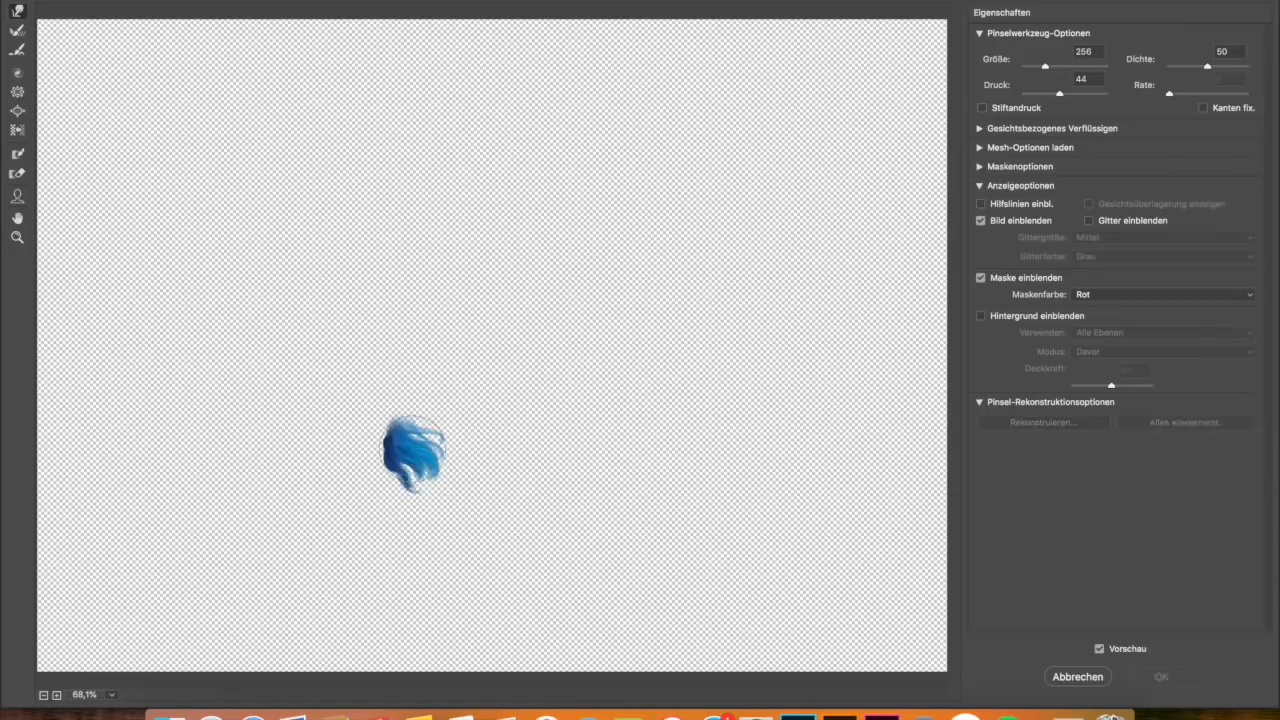 Eigenschaften
Pinselwerkzeug-Optionen
Größe: 256 Dichte: 50
Druck: 44 Rate:
Stiftandruck Kanten fix.
Gesichtsbezogenes Verflüssigen
Mesh-Optionen laden
Maskenoptionen
Anzeigeoptionen
Hilfslinien einbl. Gesichtsüberlagerung anzeigen
Bild einblenden Gitter einblenden
Gittergröße: Mittel
Gitterfarbe: Grau
Maske einblenden
Maskenfarbe: Rot
Hintergrund einblenden
Verwenden: Alle Ebenen
Modus: Davor
Deckkraft:
Pinsel-Rekonstruktionsoptionen
Rekonstruieren... Alles wiederherst.
Vorschau
Abbrechen OK
68,1%